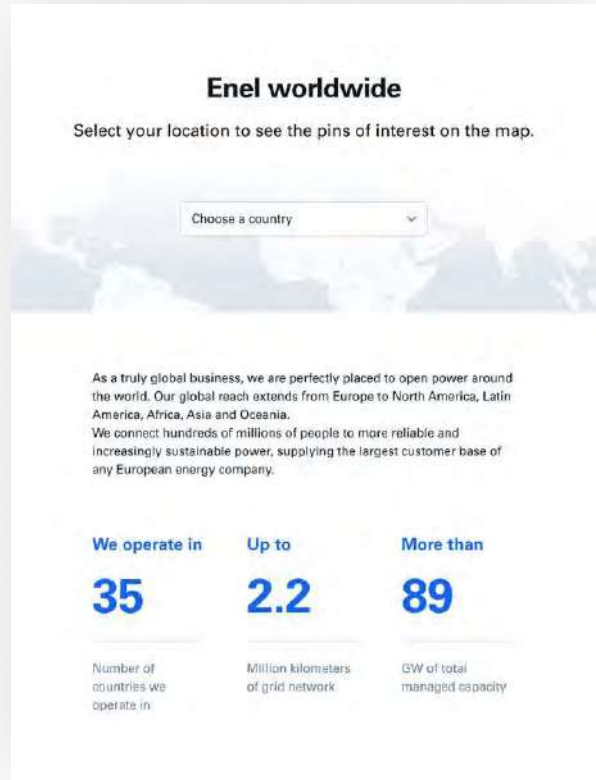 Enel worldwide
Select your location to see the pins of interest on the map.
Choose a country
As a truly global business, we are perfectly placed to open power around
the world. Our global reach extends from Europe to North America, Latin
America, Africa, Asia and Oceania.
We connect hundreds of millions of people to more reliable and
increasingly sustainable power, supplying the largest customer base of
any European energy company.
We operate in
35
Number of
countries we
operate in
Up to
2.2
Million kilometers
of grid network
More than
89
GW of total
managed capacity